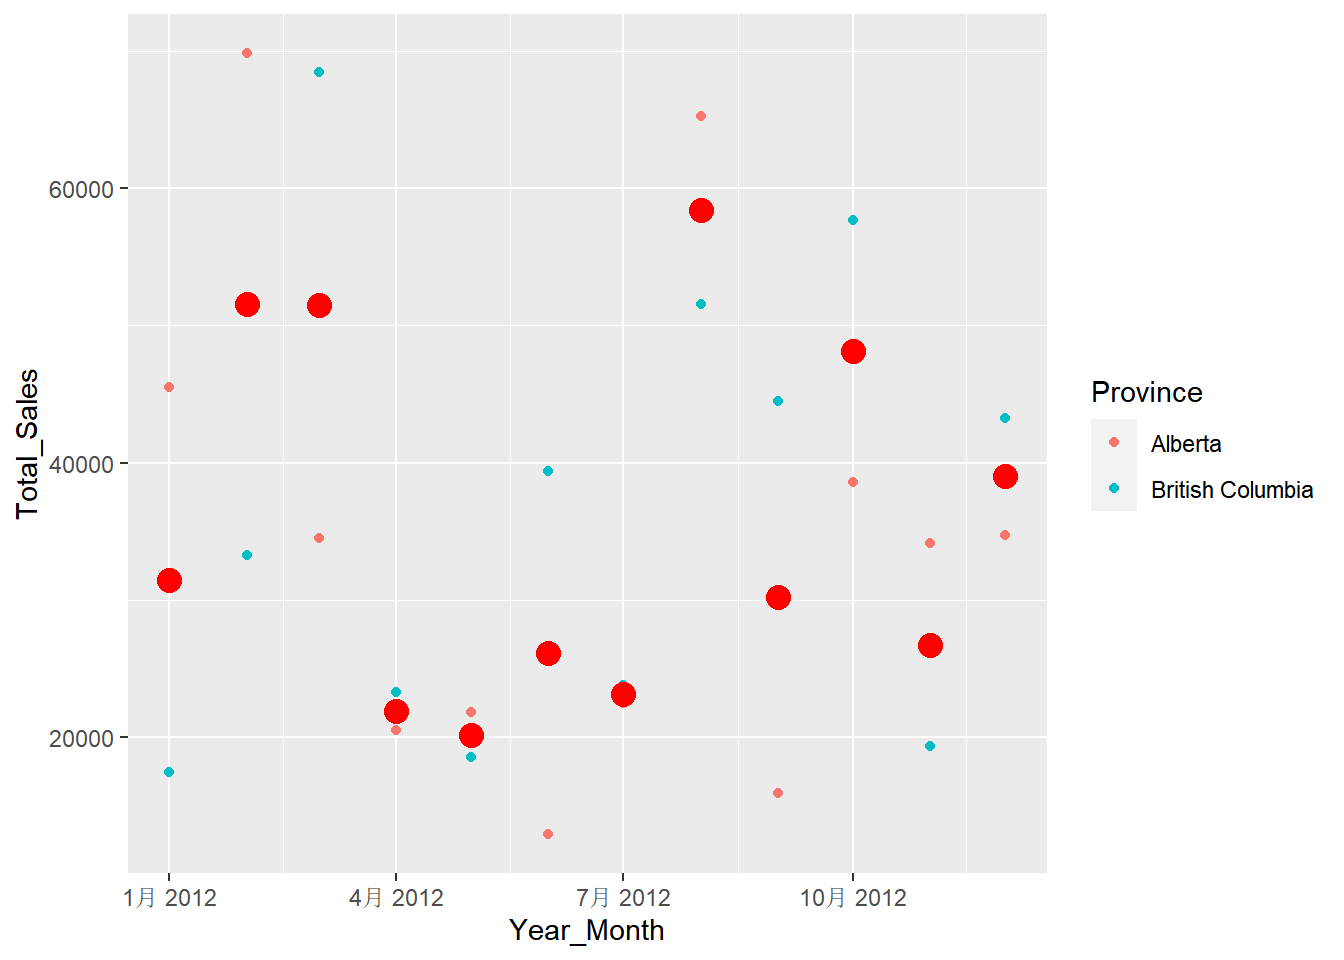 Total_Sales
60000
40000
20000
1月 2012
4月 2012
7月 2012
10月 2012
Year_Month
Province
Alberta
British Columbia